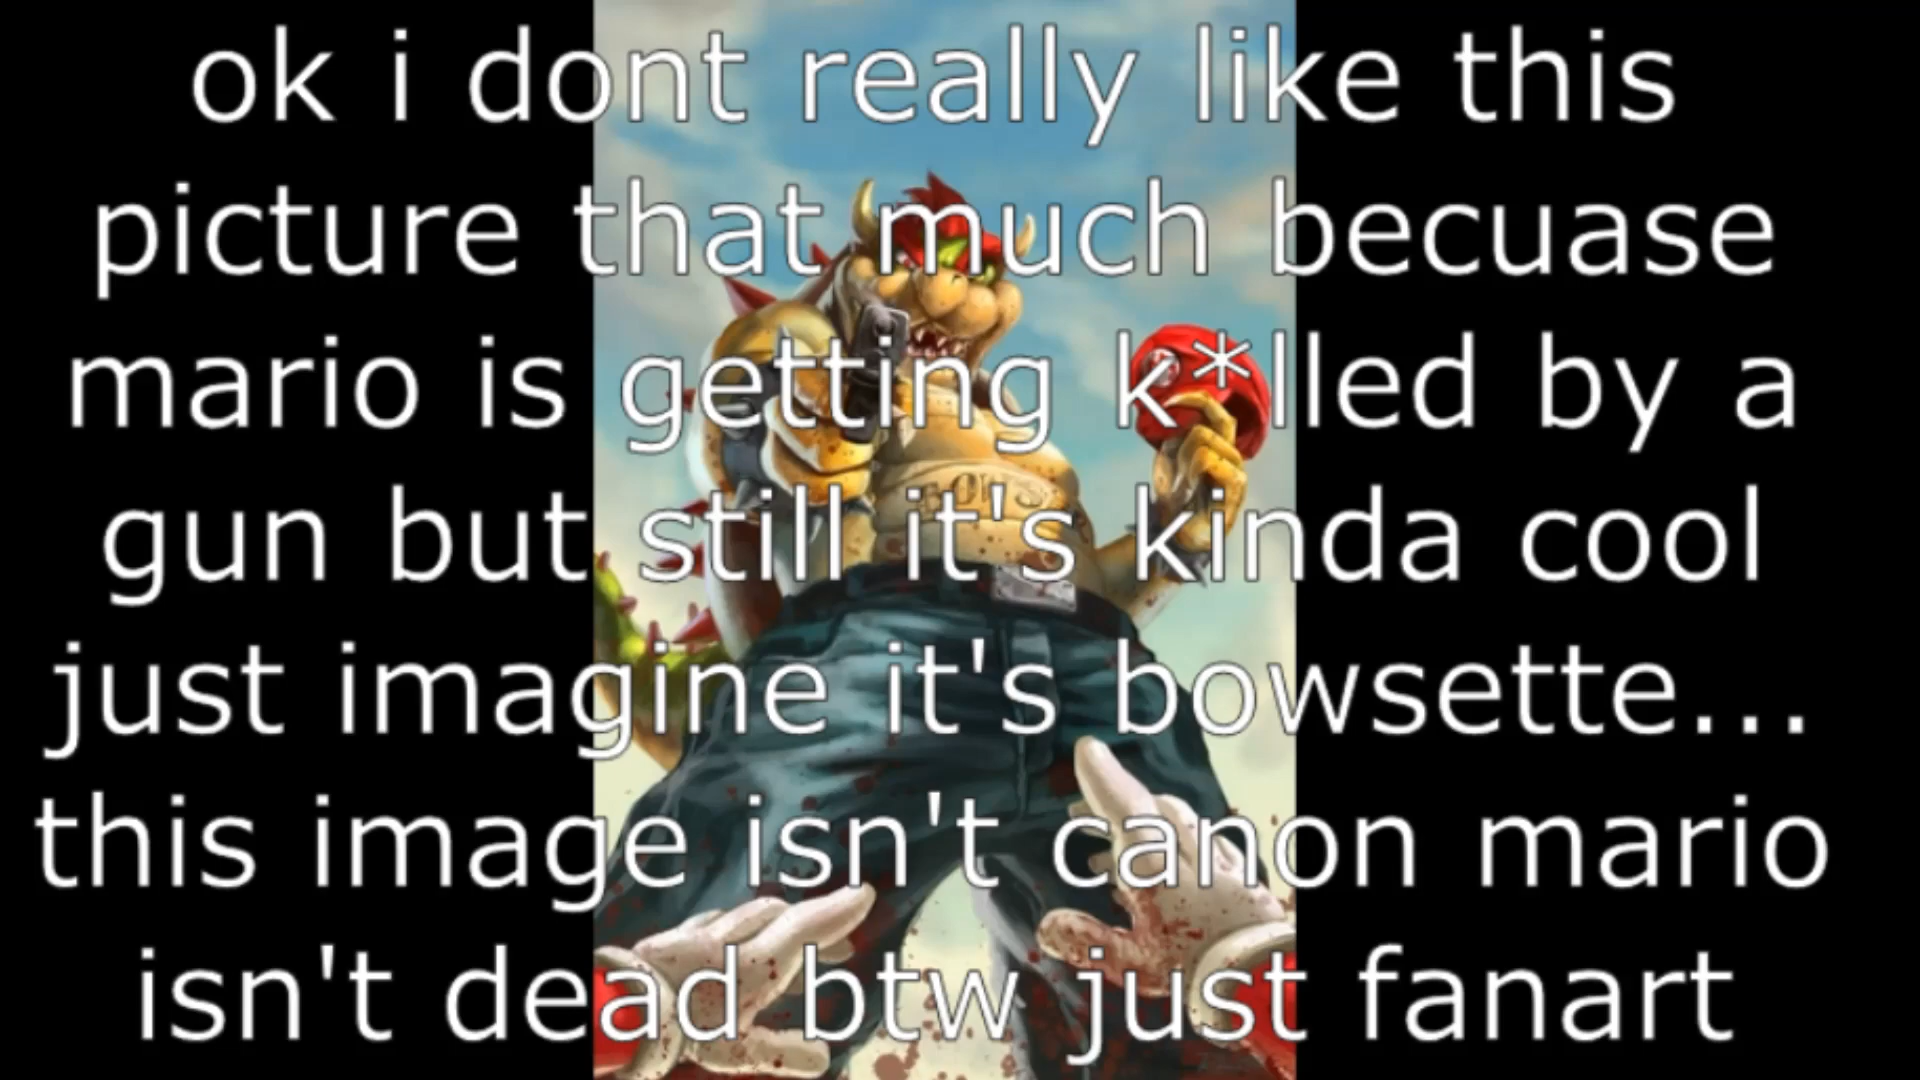 ok i dont really like this
picture that much becuase
mario is getting k*lled by a
gun but still it's kinda cool
just imagine it's bowsette...
this image isn't canon mario
isn't dead btw just fanart